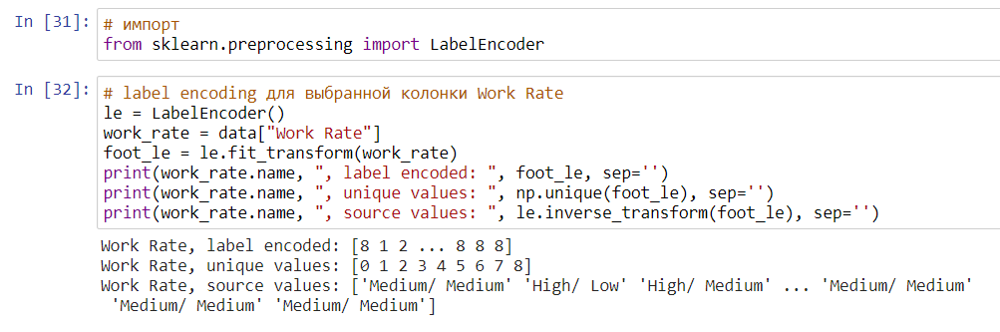 In [31]: # импорт
from sklearn.preprocessing import LabelEncoder
In [32]: # label encoding для выбранной колонки Work Rate
le = LabelEncoder()
work_rate = data["Work Rate"]
foot_le = le.fit_transform(work_rate)
print(work_rate.name, ", label encoded: ", foot_le, sep='')
print(work_rate.name, ", unique values: ", np.unique(foot_le), sep='')
print(work_rate.name, ", source values: ", le.inverse_transform(foot_le), sep='')
Work Rate, label encoded: [8 1 2 ... 8 8 8]
Work Rate, unique values: [0 1 2 3 4 5 6 7 8]
Work Rate, source values: ['Medium/ Medium' 'High/ Low' 'High/ Medium' ... 'Medium/ Medium'
 'Medium/ Medium' 'Medium/ Medium']